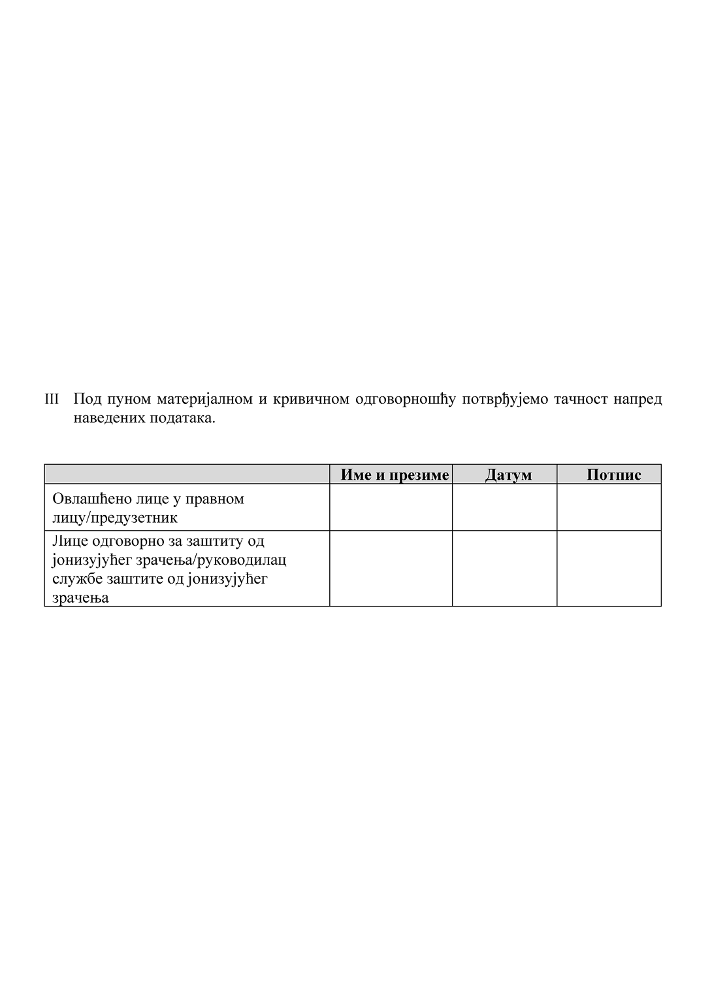 III Под пуном материјалном и кривичном одговорношћу потврђујемо тачност напред
наведених података.
Име и презиме Датум Потпис
Овлашћено лице у правном
лицу/предузетник
Лице одговорно за заштиту од
јонизујућег зрачења/руководилац
службе заштите од јонизујућег
зрачења